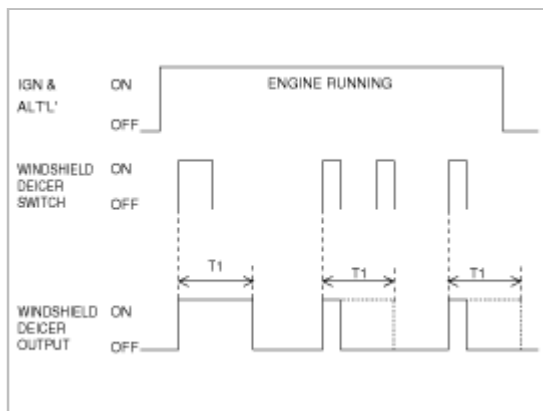 IGN & ON ENGINE RUNNING
ALT'L'
OFF
WINDSHIELD ON
DEICER
SWITCH OFF
T1 T1 T1
WINDSHIELD ON
DEICER
OUTPUT OFF